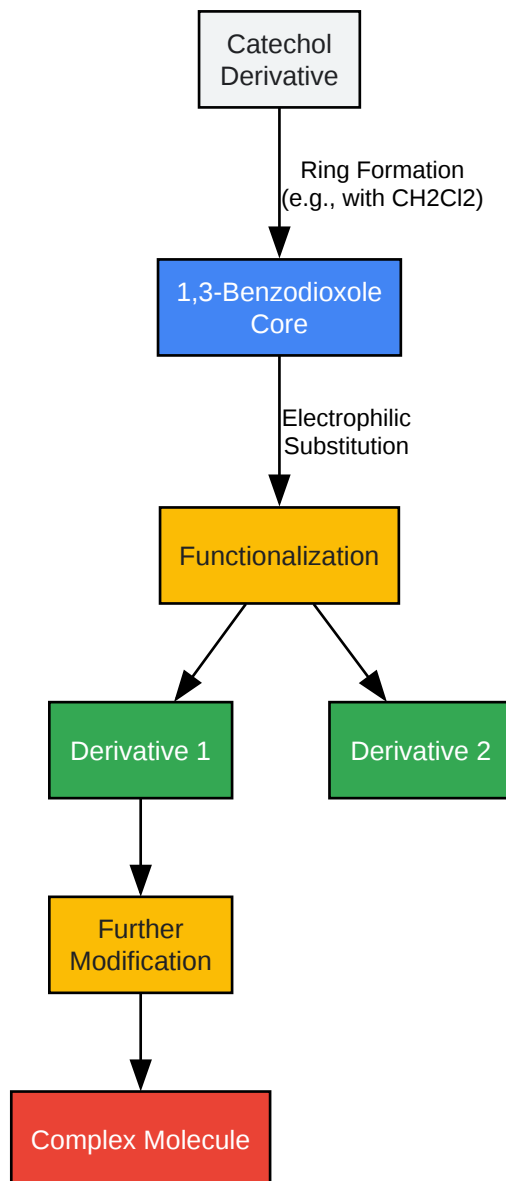 Catechol
Derivative
Ring Formation
(e.g., with CH2Cl2)
1,3-Benzodioxole
Core
Electrophilic
Substitution
Functionalization
Derivative 1
Derivative 2
Further
Modification
Complex Molecule